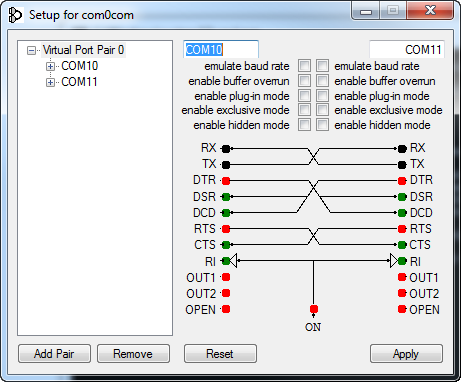 Setup for com0com
Virtual Port Pair 0
COM10
COM11
COM10 COM11
emulate baud rate emulate baud rate
enable buffer overrun enable buffer overrun
enable plug-in mode enable plug-in mode
enable exclusive mode enable exclusive mode
enable hidden mode enable hidden mode
RX RX
TX TX
DTR DTR
DSR DSR
DCD DCD
RTS RTS
CTS CTS
RI RI
OUT1 OUT1
OUT2 OUT2
OPEN OPEN
ON
Add Pair Remove Reset Apply